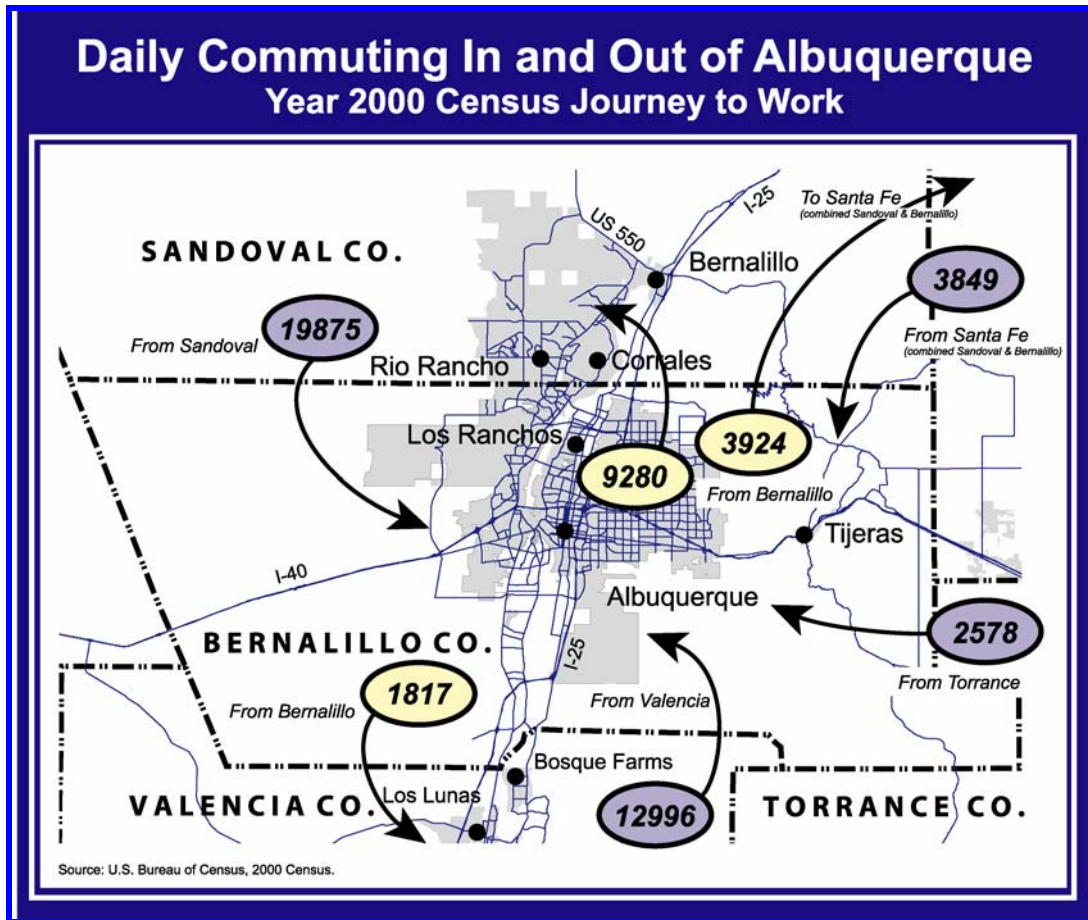 Daily Commuting In and Out of Albuquerque
Year 2000 Census Journey to Work
To Santa Fe
(combined Sandoval & Bernalillo)
I-25
US 550
SANDOVAL CO.
Bernalillo
3849
19875
From Sandoval
From Santa Fe
(combined Sandoval & Bernalillo)
Rio Rancho
Corrales
Los Ranchos
3924
9280
From Bernalillo
Tijeras
I-40
Albuquerque
2578
BERNALILLO CO.
I-25
From Torrance
1817
From Valencia
From Bernalillo
Bosque Farms
VALENCIA CO.
Los Lunas
12996
TORRANCE CO.
Source: U.S. Bureau of Census, 2000 Census.